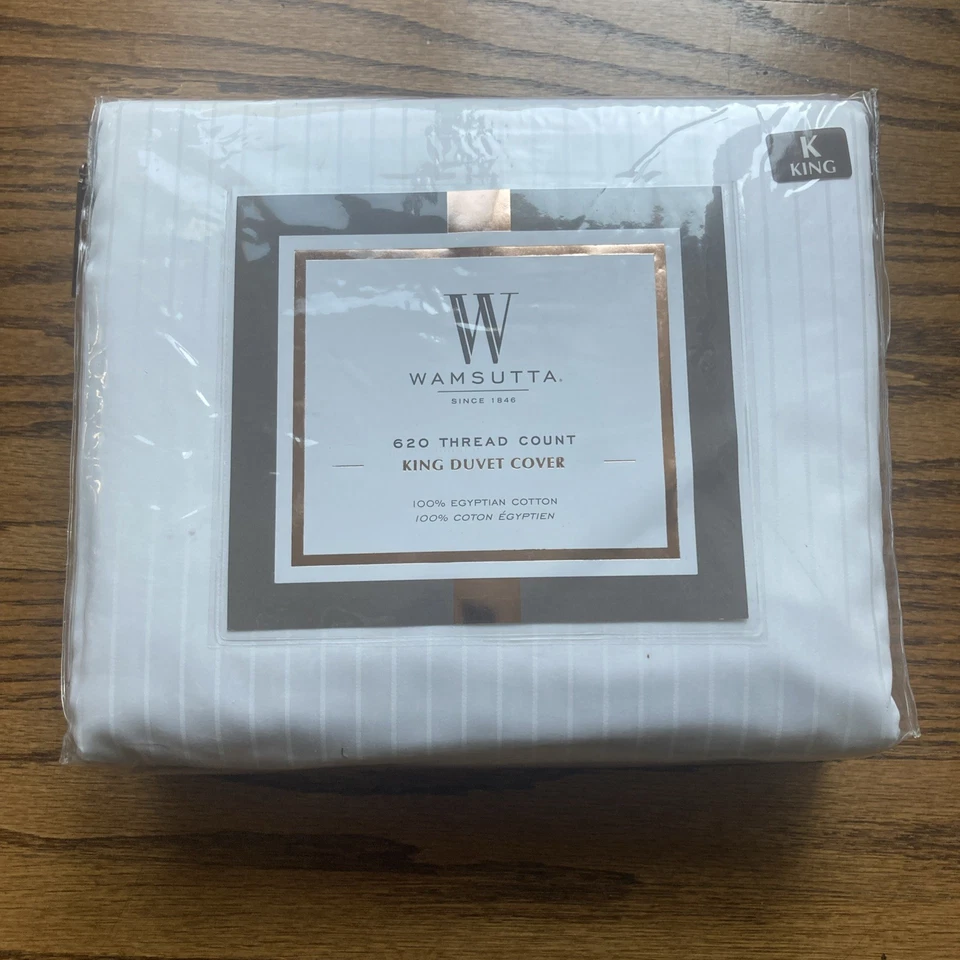 K
KING
W
WAMSUTTA®
SINCE 1846
620 THREAD COUNT
KING DUVET COVER
100% EGYPTIAN COTTON
100% COTON ÉGYPTIEN